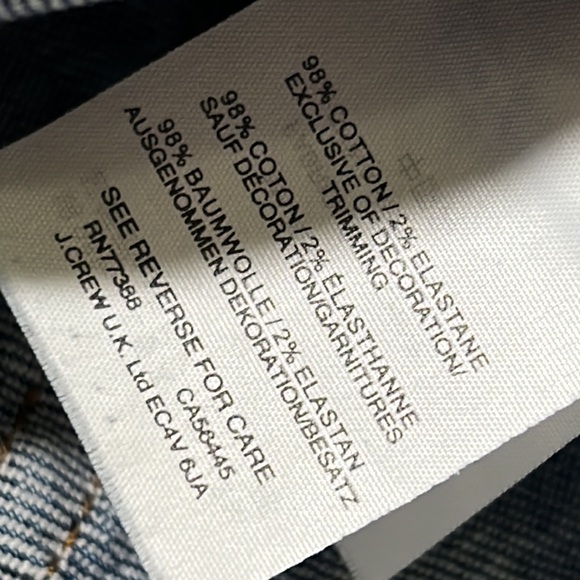 98% COTTON / 2% ELASTANE
EXCLUSIVE OF DECORATION/
TRIMMING
98% COTON / 2% ÉLASTHANNE
SAUF DÉCORATION/GARNITURES
98% BAUMWOLLE / 2% ELASTAN
AUSGENOMMEN DEKORATION/BESATZ
SEE REVERSE FOR CARE
RN77388 CA56445
J.CREW U.K. Ltd EC4V 6JA